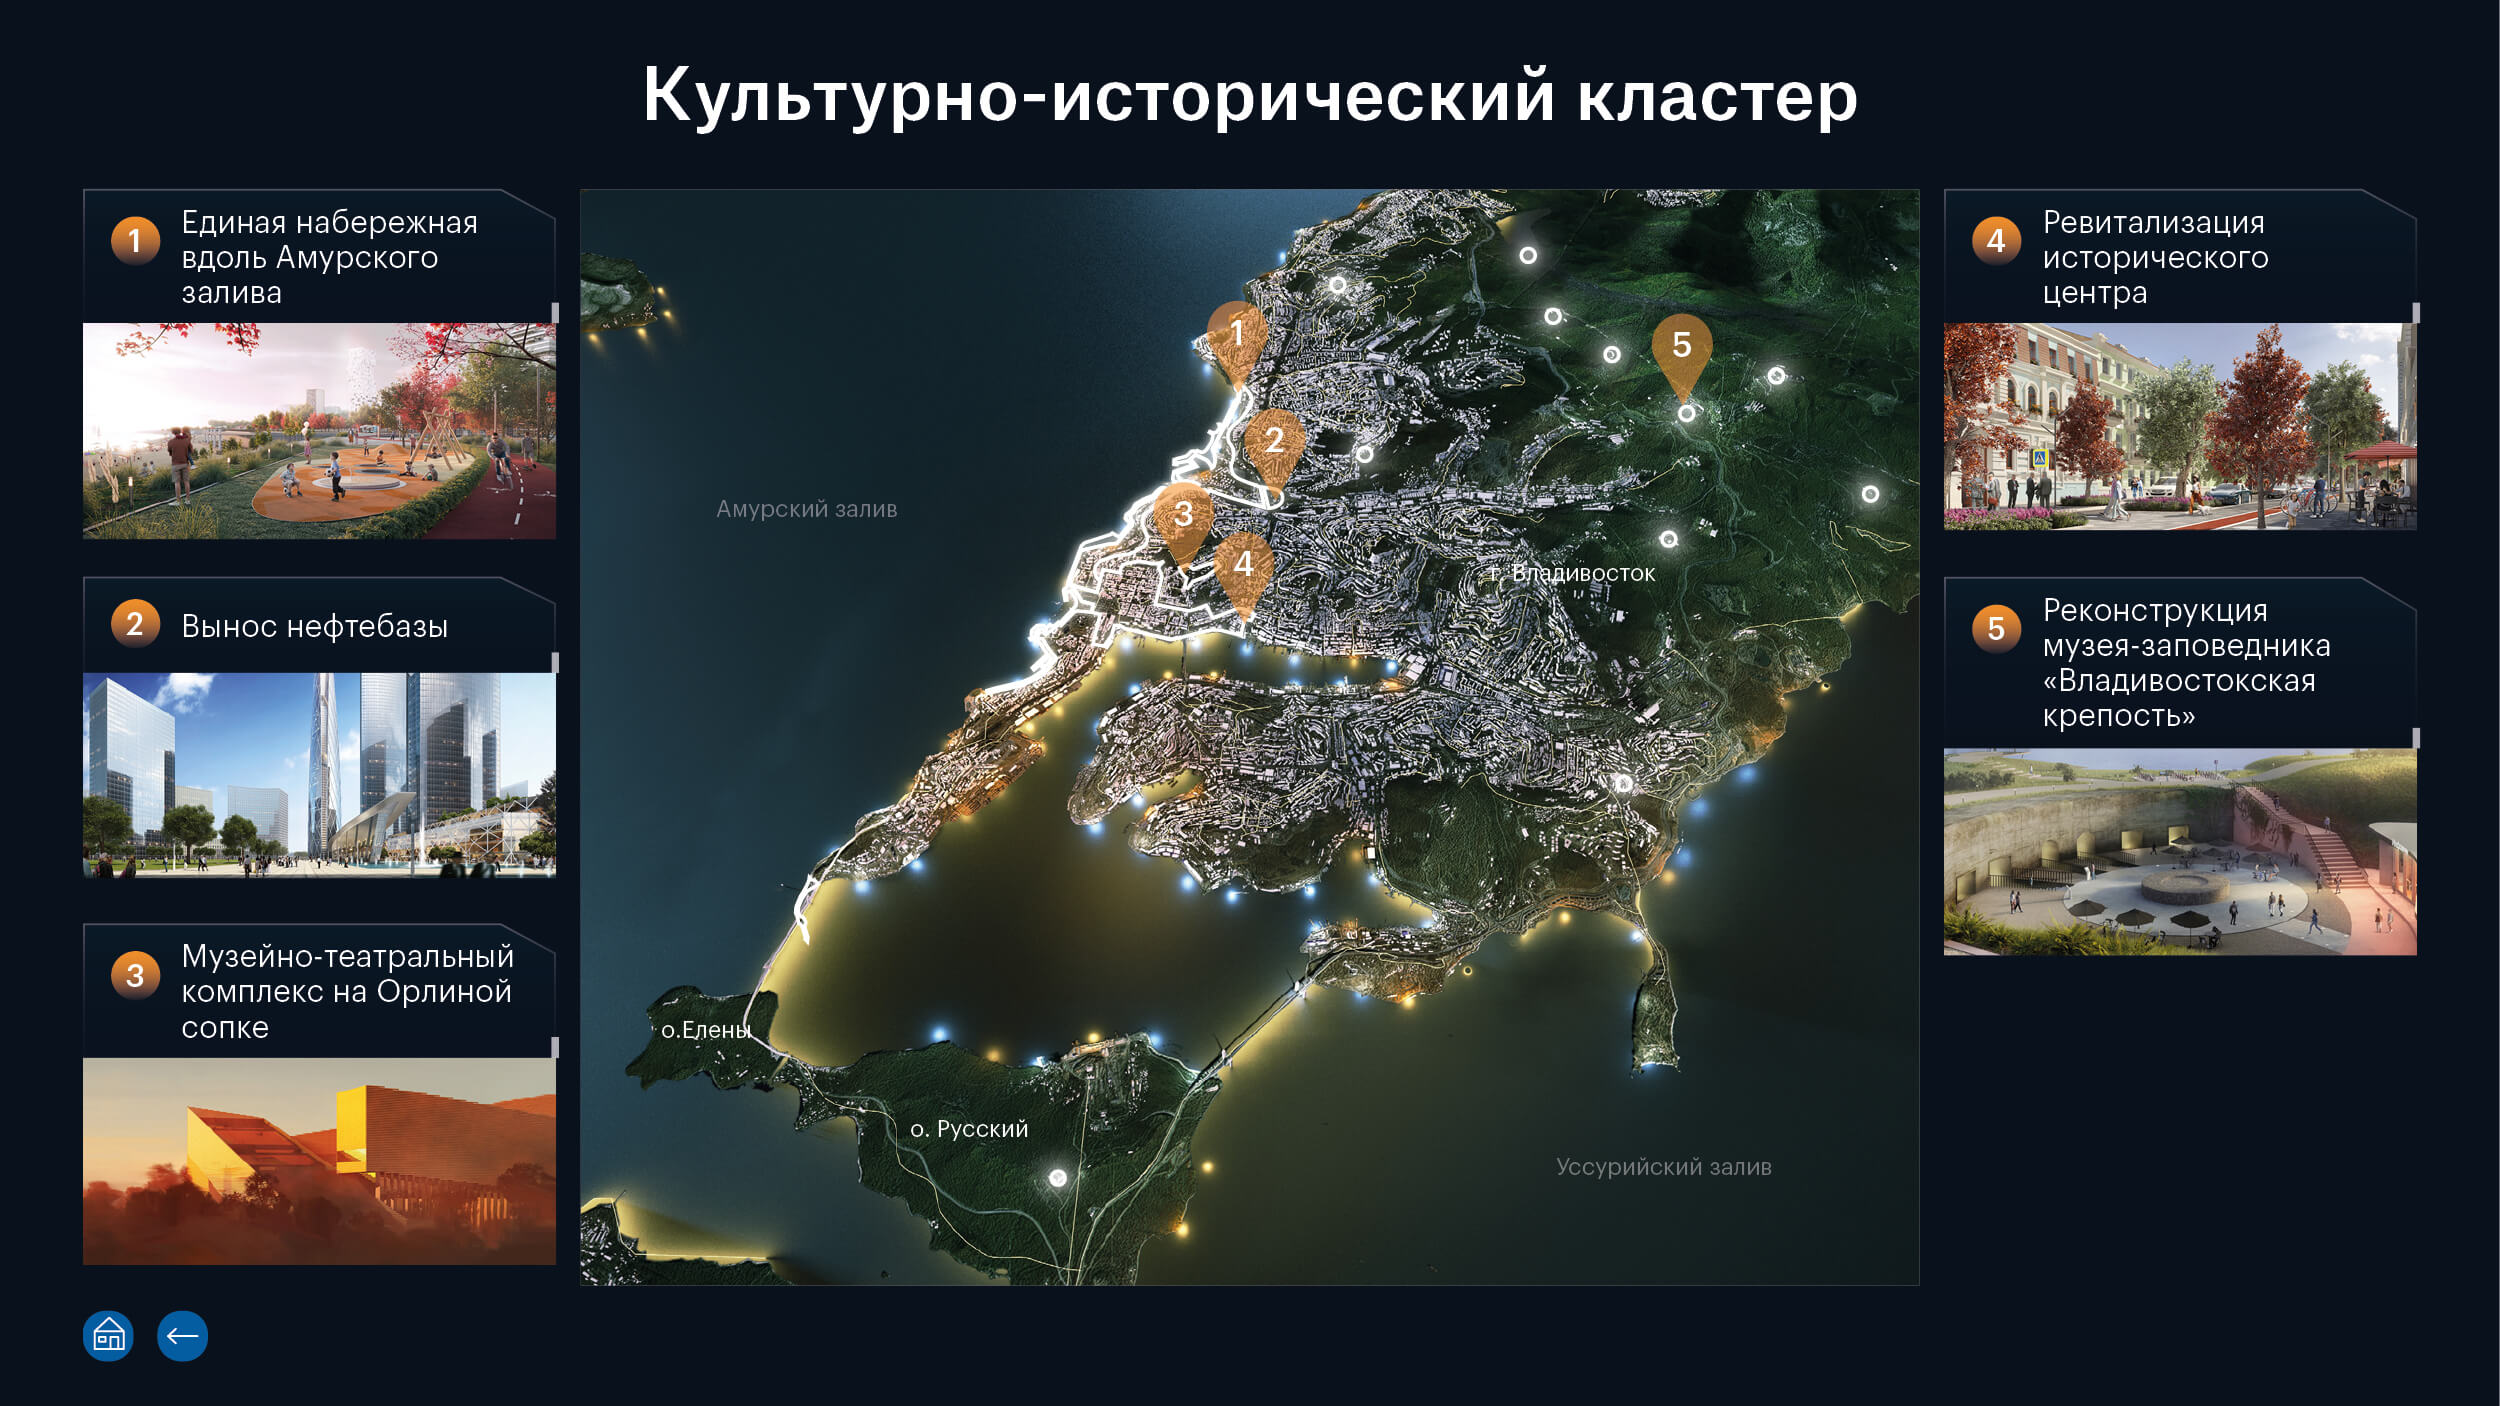 Культурно-исторический кластер
1
Единая набережная
вдоль Амурского
залива
2
Вынос нефтебазы
3
Музейно-театральный
комплекс на Орлиной
сопке
1
2
3
4
5
Амурский залив
г. Владивосток
о.Елены
о. Русский
Уссурийский залив
4
Ревитализация
исторического
центра
5
Реконструкция
музея-заповедника
«Владивостокская
крепость»